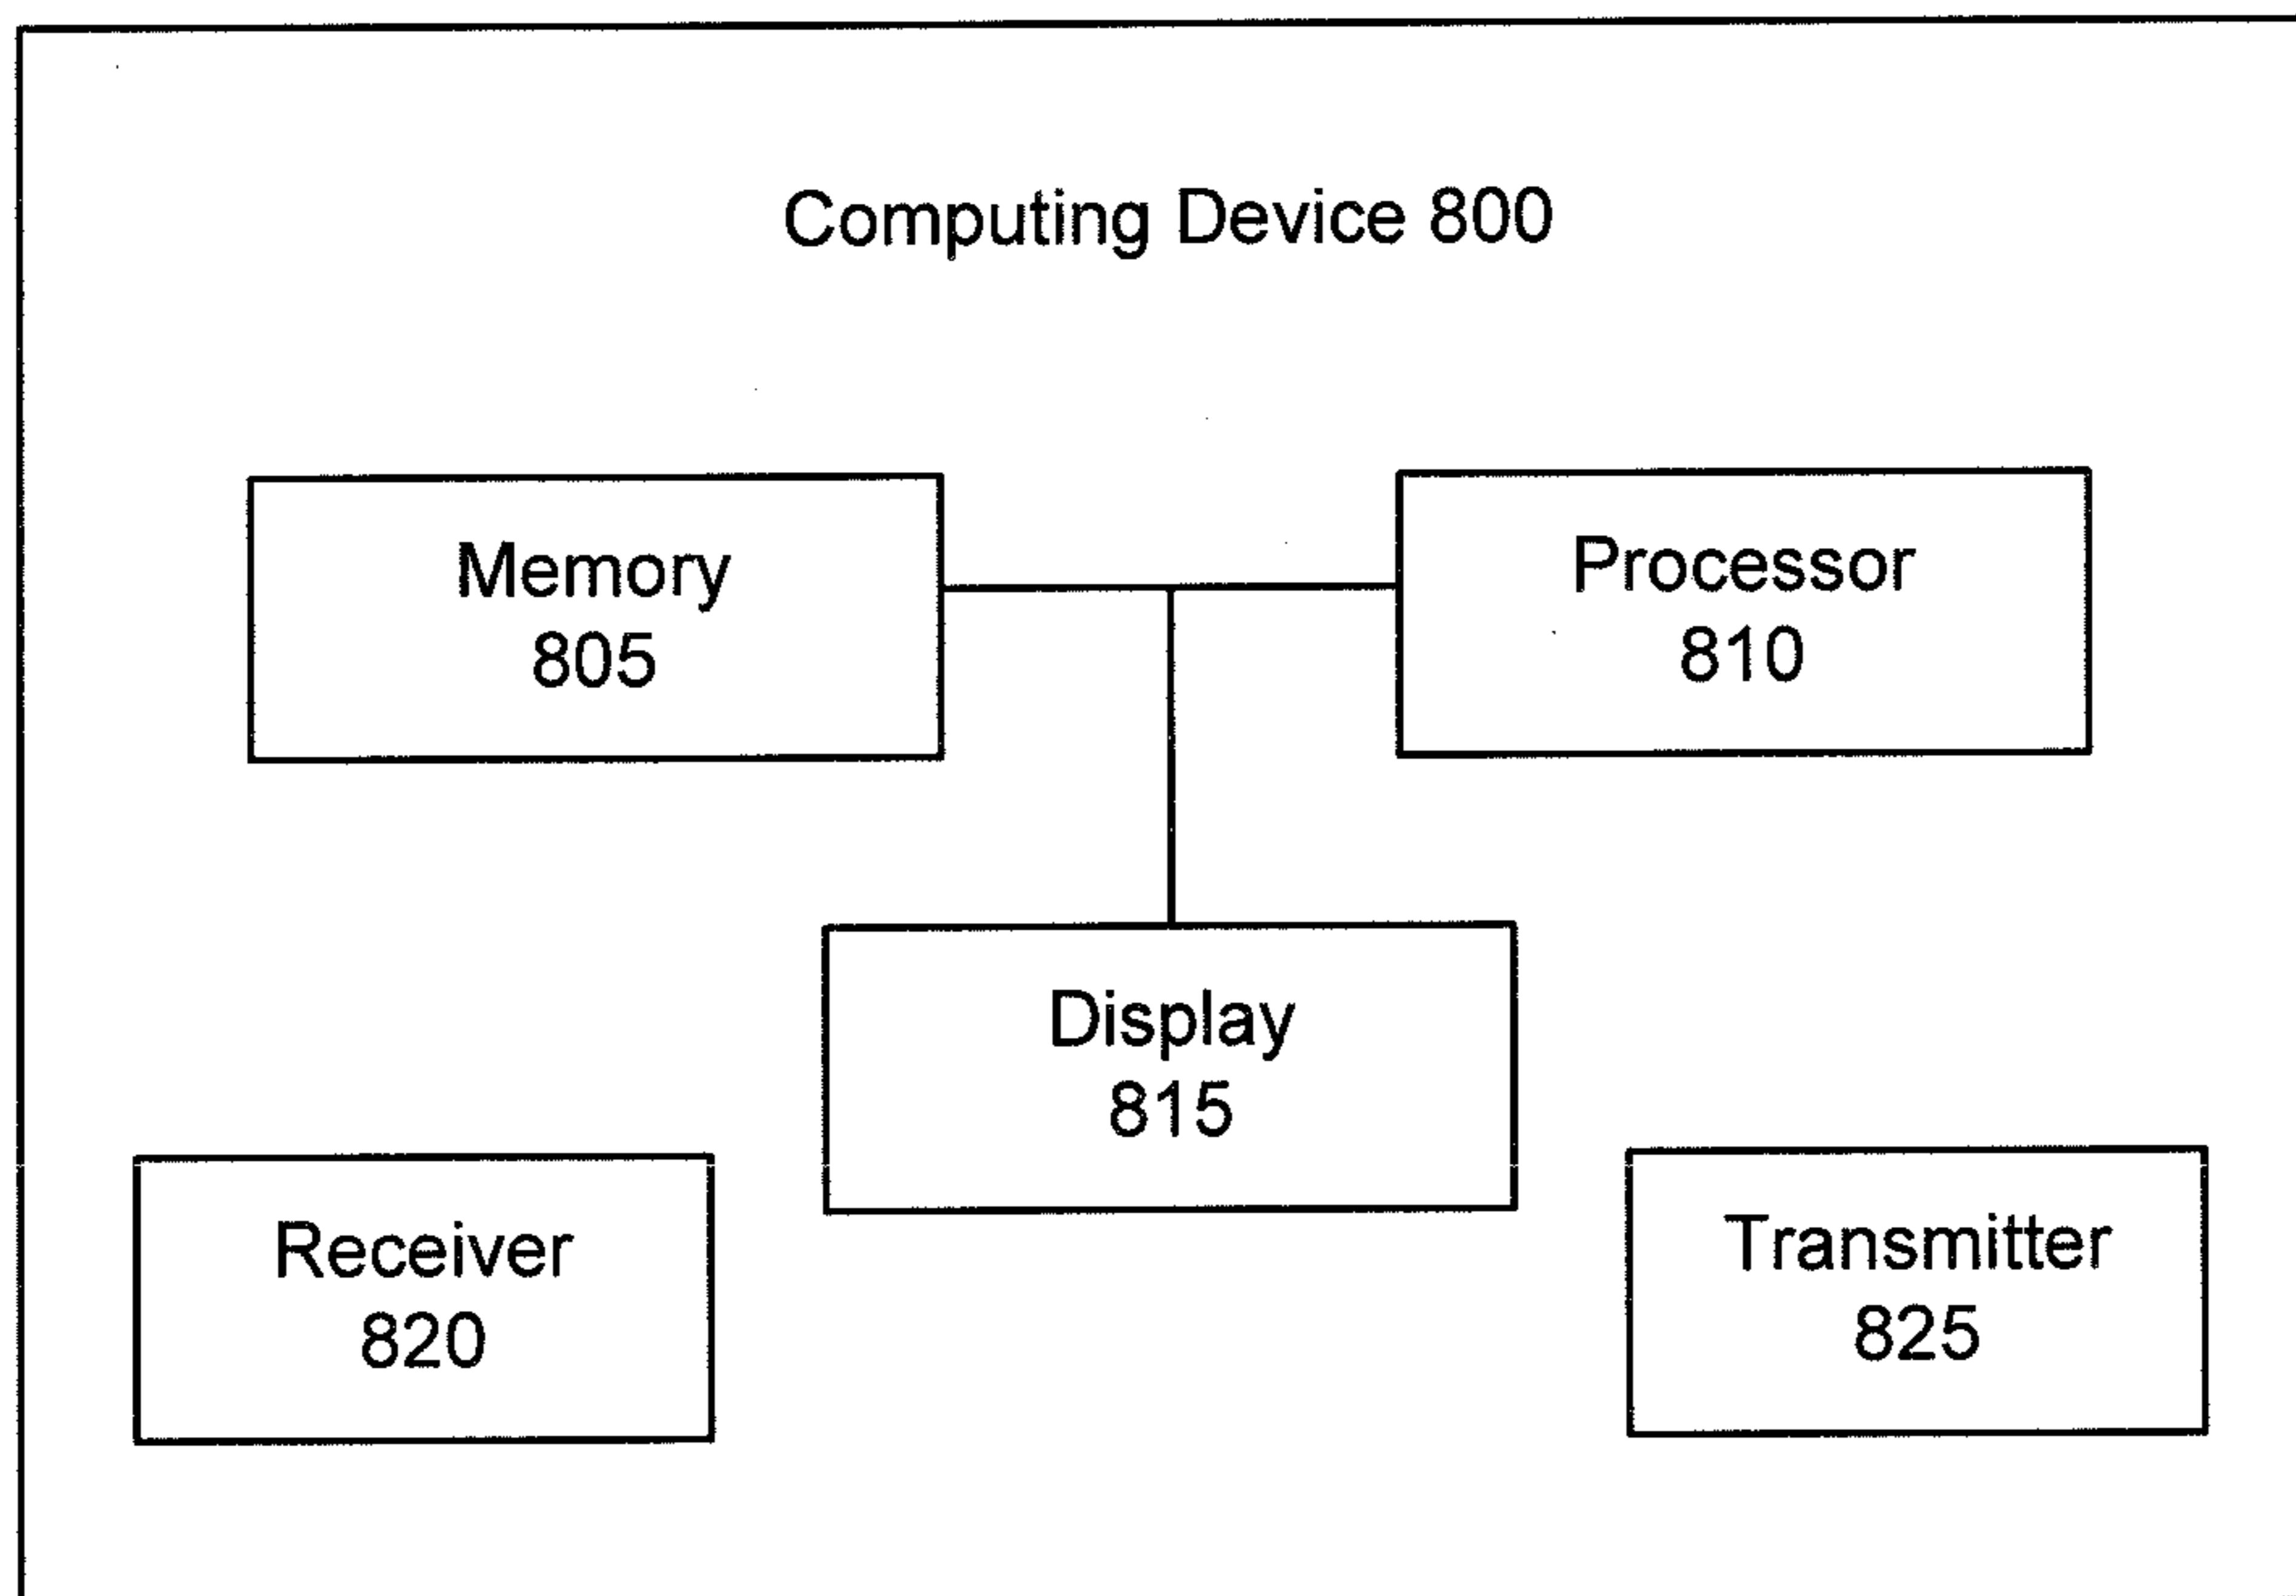 Computing Device 800
Memory
805
Processor
810
Display
815
Receiver
820
Transmitter
825